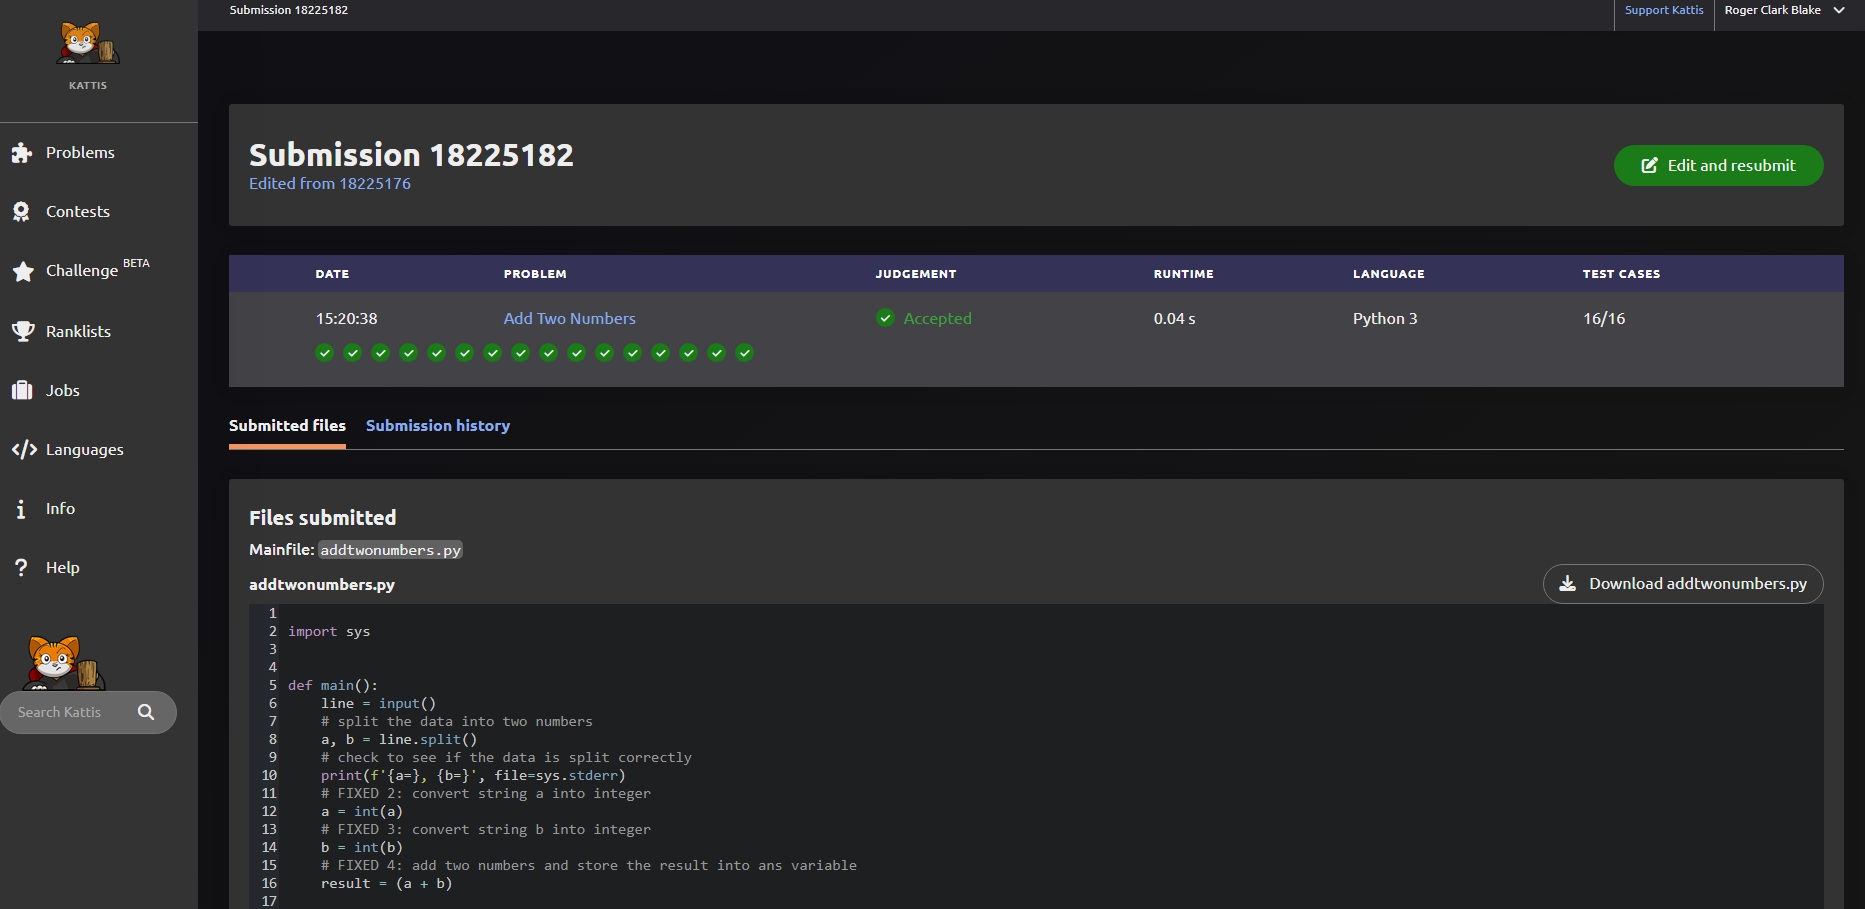 Submission 18225182
Support Kattis
Roger Clark Blake
KATTIS
Problems
Contests
Challenge BETA
Ranklists
Jobs
Languages
Info
Help
Search Kattis
Submission 18225182
Edited from 18225176
Edit and resubmit
DATE PROBLEM JUDGEMENT RUNTIME LANGUAGE TEST CASES
15:20:38 Add Two Numbers Accepted 0.04 s Python 3 16/16
Submitted files Submission history
Files submitted
Mainfile: addtwonumbers.py
addtwonumbers.py
Download addtwonumbers.py
1
2 import sys
3
4
5 def main():
6     line = input()
7     # split the data into two numbers
8     a, b = line.split()
9     # check to see if the data is split correctly
10     print(f'{a=}, {b=}', file=sys.stderr)
11     # FIXED 2: convert string a into integer
12     a = int(a)
13     # FIXED 3: convert string b into integer
14     b = int(b)
15     # FIXED 4: add two numbers and store the result into ans variable
16     result = (a + b)
17